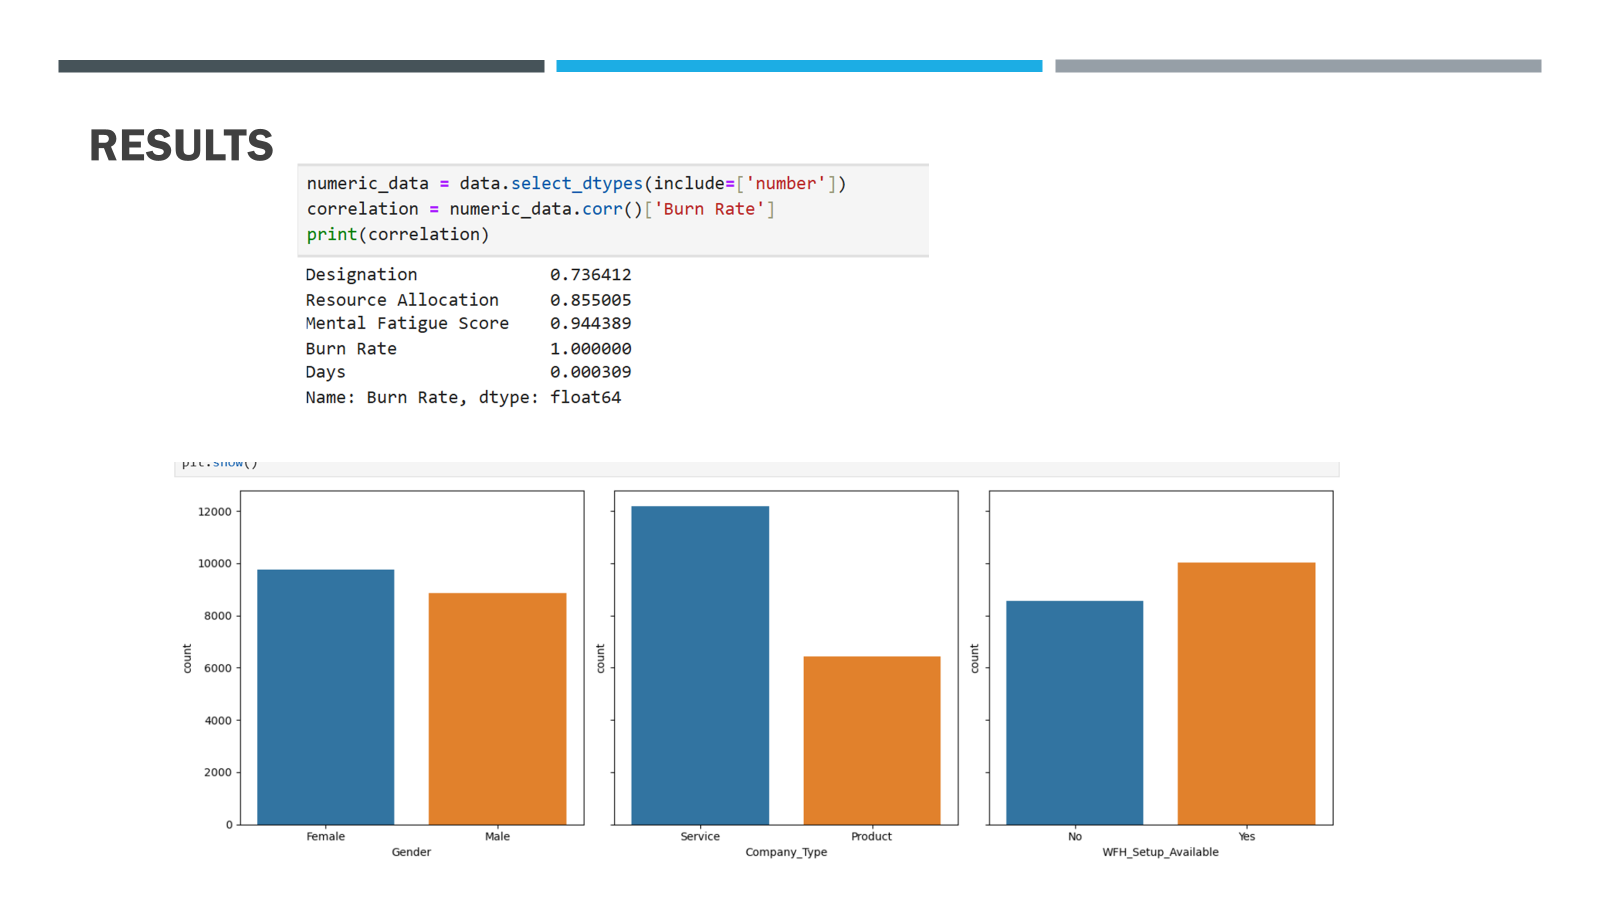 RESULTS
numeric_data = data.select_dtypes(include=['number'])
correlation = numeric_data.corr()['Burn Rate']
print(correlation)
Designation 0.736412
Resource Allocation 0.855005
Mental Fatigue Score 0.944389
Burn Rate 1.000000
Days 0.000309
Name: Burn Rate, dtype: float64
plt.show()
12000
10000
8000
6000
4000
2000
0
count
Female Male
Gender
count
Service Product
Company_Type
count
No Yes
WFH_Setup_Available